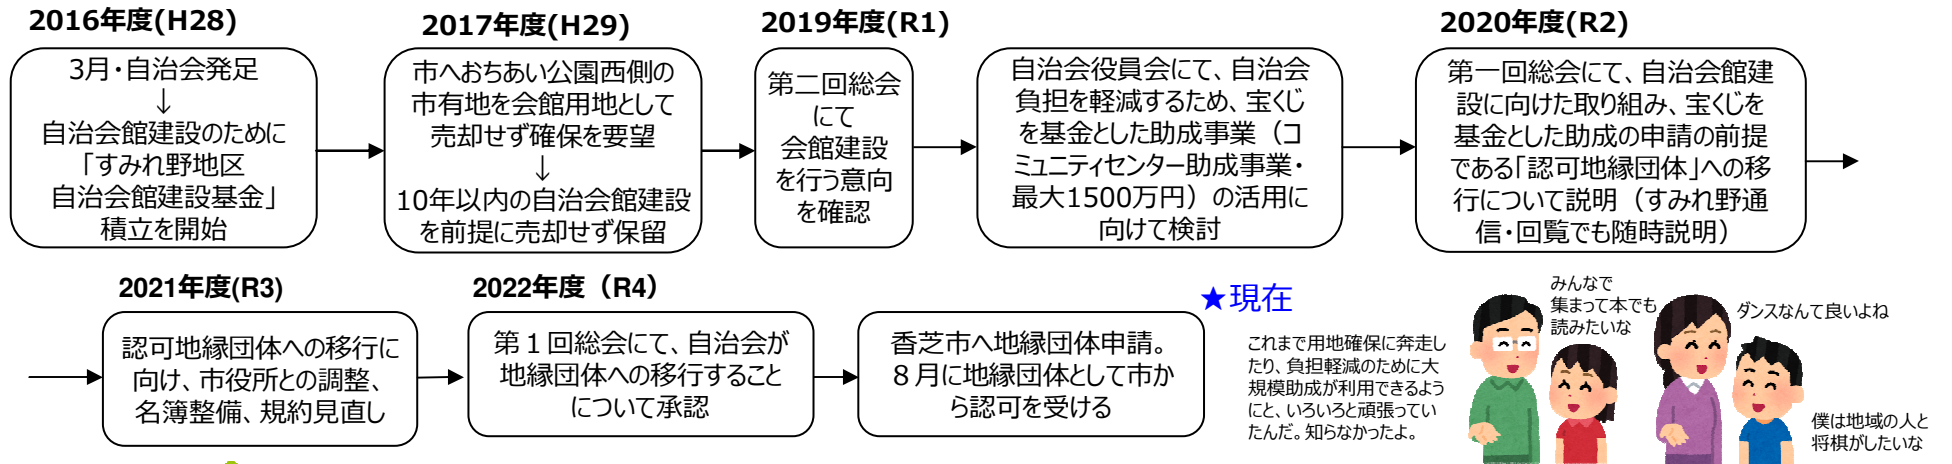 2016年度(H28)
3月・自治会発足
↓
自治会館建設のために
「すみれ野地区
自治会館建設基金」
積立を開始
2017年度(H29)
市へおちあい公園西側の
市有地を会館用地として
売却せず確保を要望
↓
10年以内の自治会館建設
を前提に売却せず保留
2019年度(R1)
第二回総会
にて
会館建設
を行う意向
を確認
自治会役員会にて、自治会
負担を軽減するため、宝くじ
を基金とした助成事業（コ
ミュニティセンター助成事業・
最大1500万円）の活用に
向けて検討
2020年度(R2)
第一回総会にて、自治会館建
設に向けた取り組み、宝くじを
基金とした助成の申請の前提
である「認可地縁団体」への移
行について説明（すみれ野通
信・回覧でも随時説明）
2021年度(R3)
認可地縁団体への移行に
向け、市役所との調整、
名簿整備、規約見直し
2022年度（R4）
第１回総会にて、自治会が
地縁団体への移行すること
について承認
香芝市へ地縁団体申請。
８月に地縁団体として市か
ら認可を受ける
★現在
これまで用地確保に奔走し
たり、負担軽減のために大
規模助成が利用できるよう
にと、いろいろと頑張ってい
たんだ。知らなかったよ。
みんなで
集まって本でも
読みたいな
ダンスなんて良いよね
僕は地域の人と
将棋がしたいな